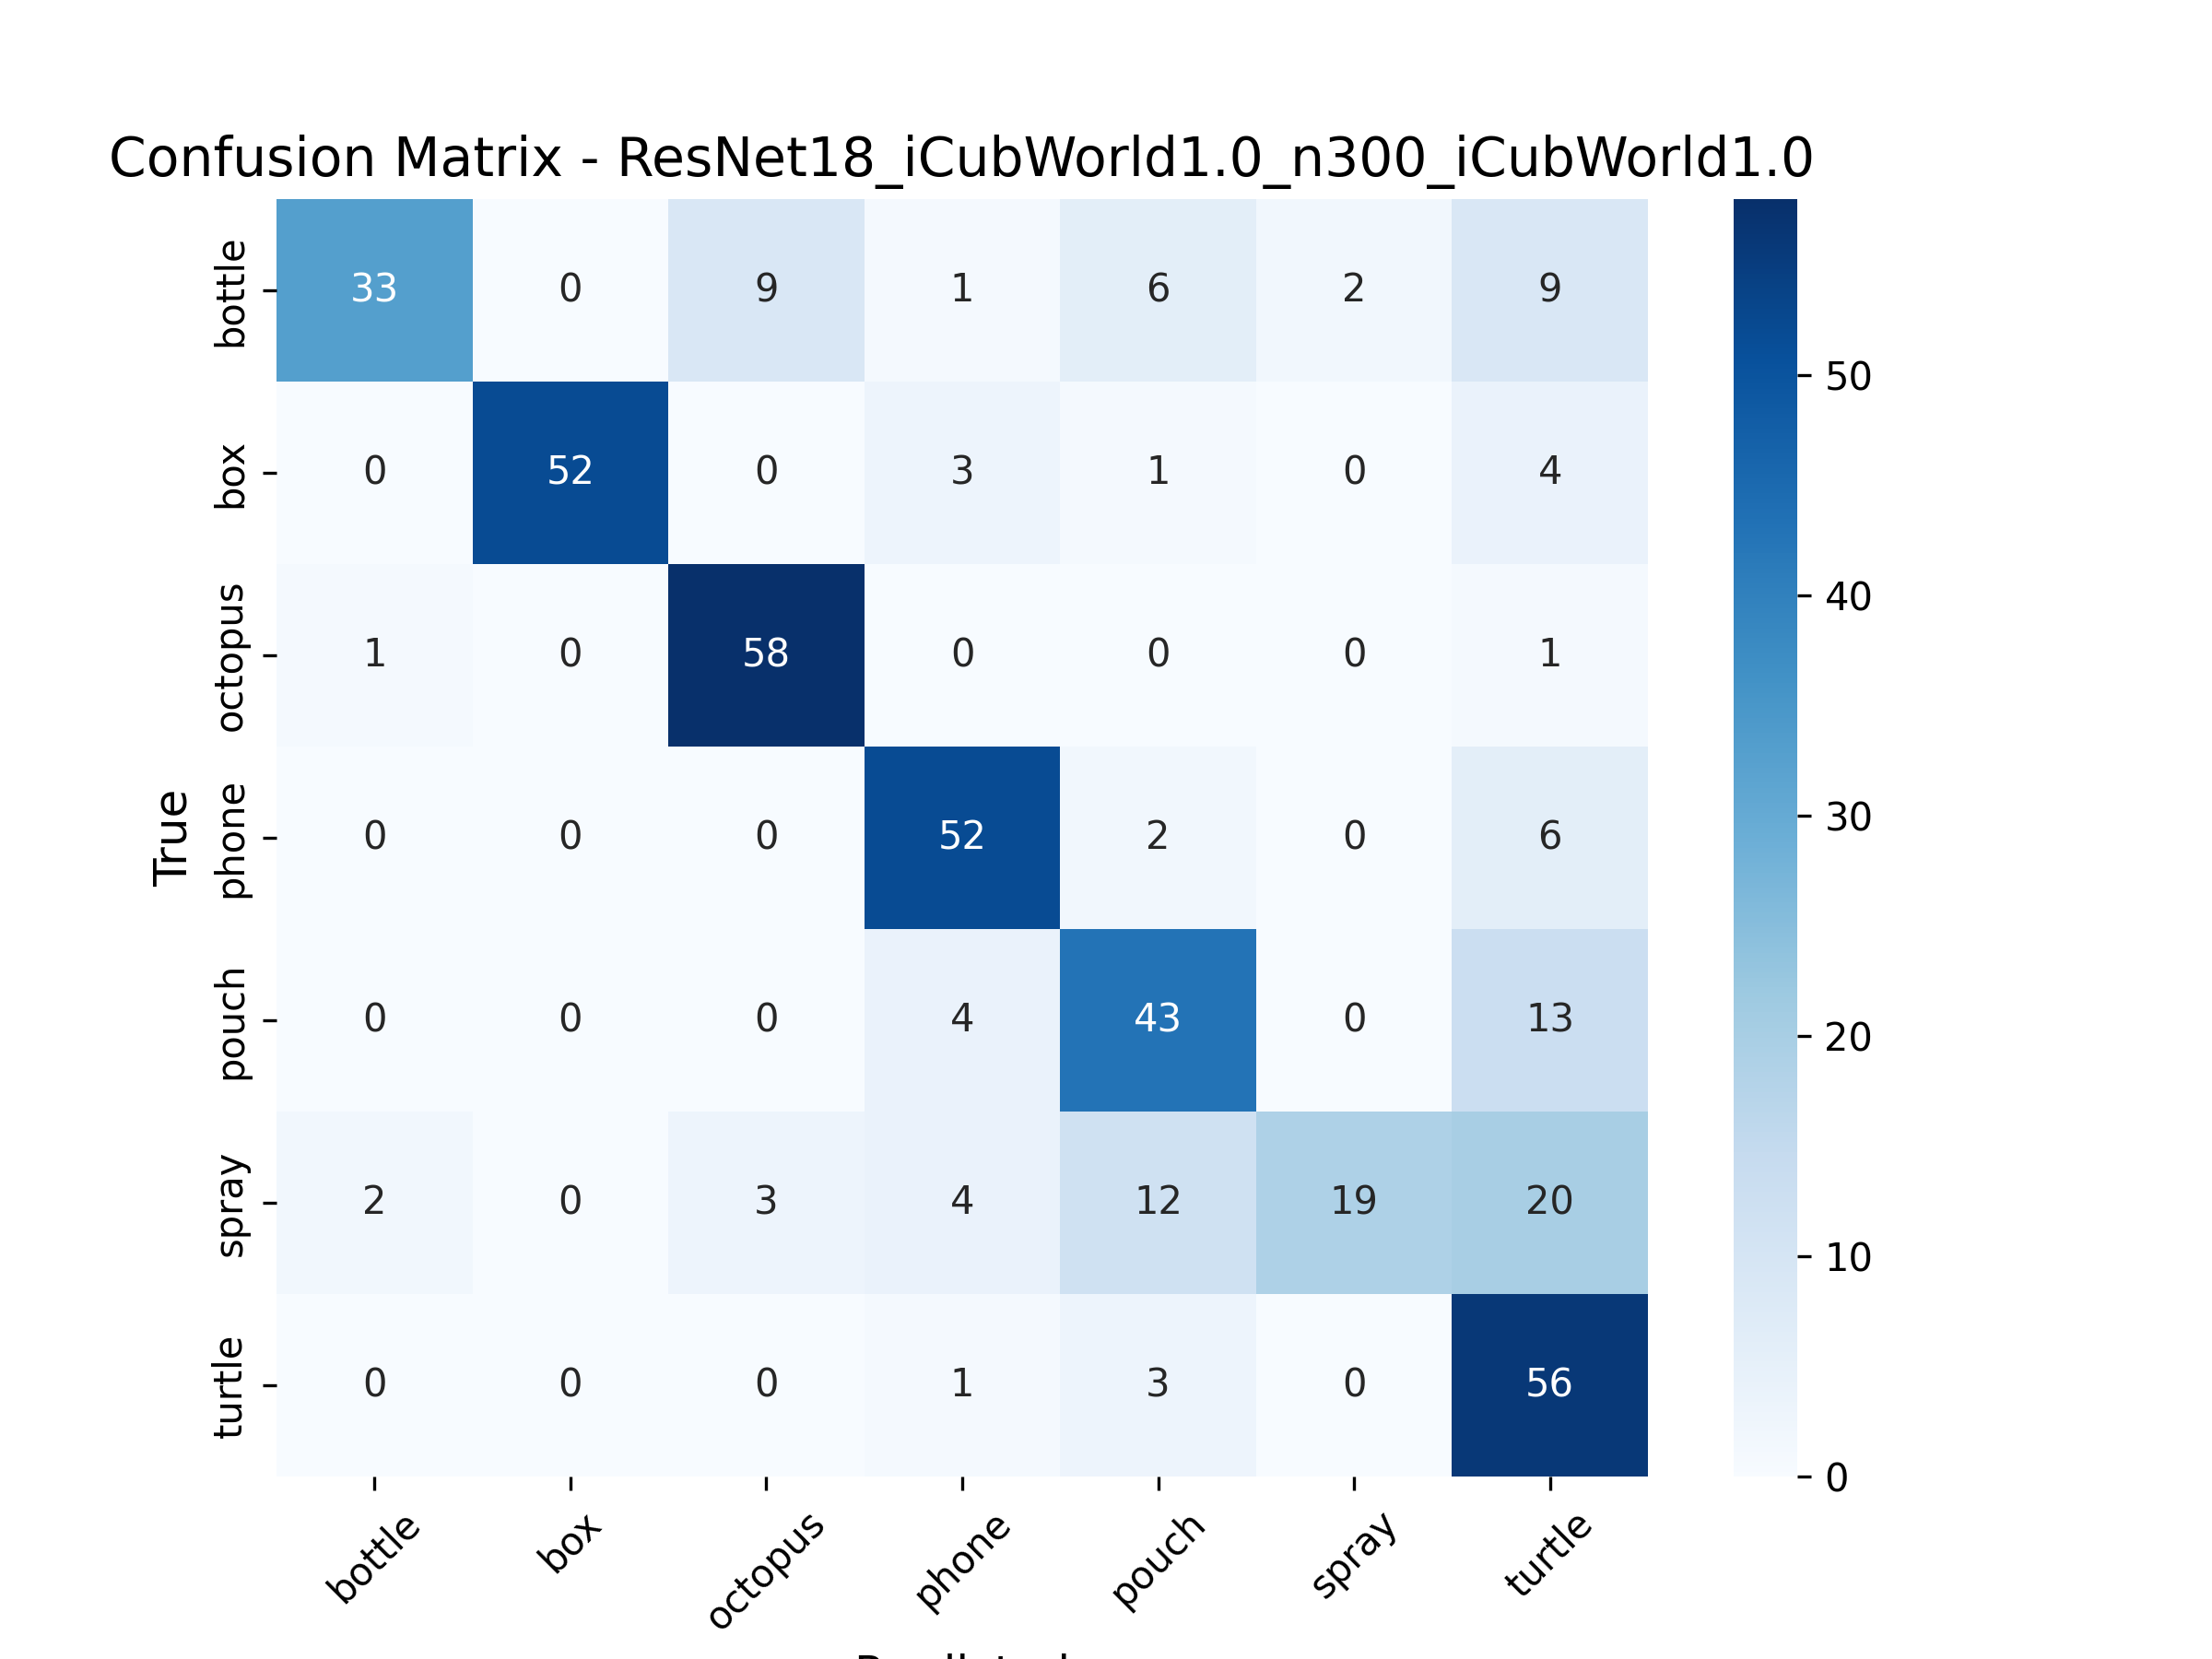 Confusion Matrix - ResNet18_iCubWorld1.0_n300_iCubWorld1.0
True
bottle 33 0 9 1 6 2 9
box 0 52 0 3 1 0 4
octopus 1 0 58 0 0 0 1
phone 0 0 0 52 2 0 6
pouch 0 0 0 4 43 0 13
spray 2 0 3 4 12 19 20
turtle 0 0 0 1 3 0 56
bottle box octopus phone pouch spray turtle
50
40
30
20
10
0